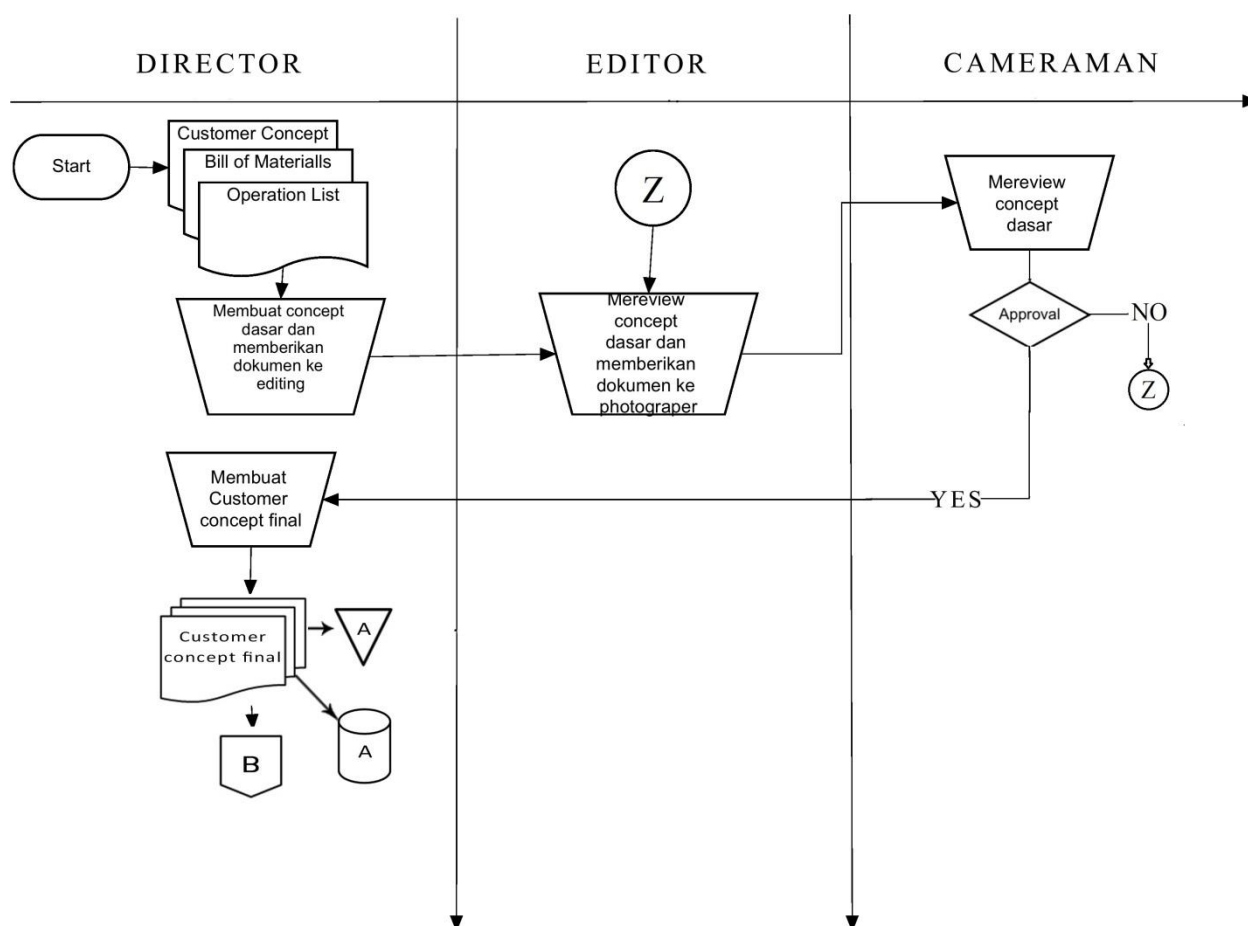 DIRECTOR
EDITOR
CAMERAMAN
Start
Customer Concept
Bill of Materialls
Operation List
Z
Mereview
concept
dasar
Membuat concept
dasar dan
memberikan
dokumen ke
editing
Mereview
concept
dasar dan
memberikan
dokumen ke
photograper
Approval
NO
Z
Membuat
Customer
concept final
YES
Customer
concept final
A
A
B